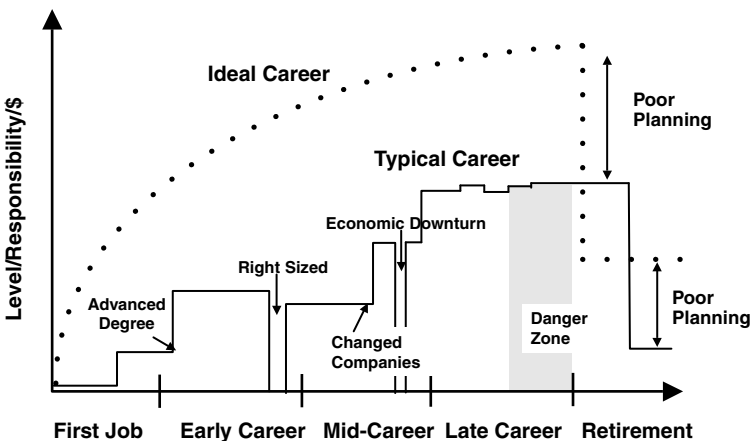 Level/Responsibility/$
Ideal Career
Poor
Planning
Typical Career
Economic Downturn
Right Sized
Advanced
Degree
Changed
Companies
Danger
Zone
Poor
Planning
First Job
Early Career
Mid-Career
Late Career
Retirement